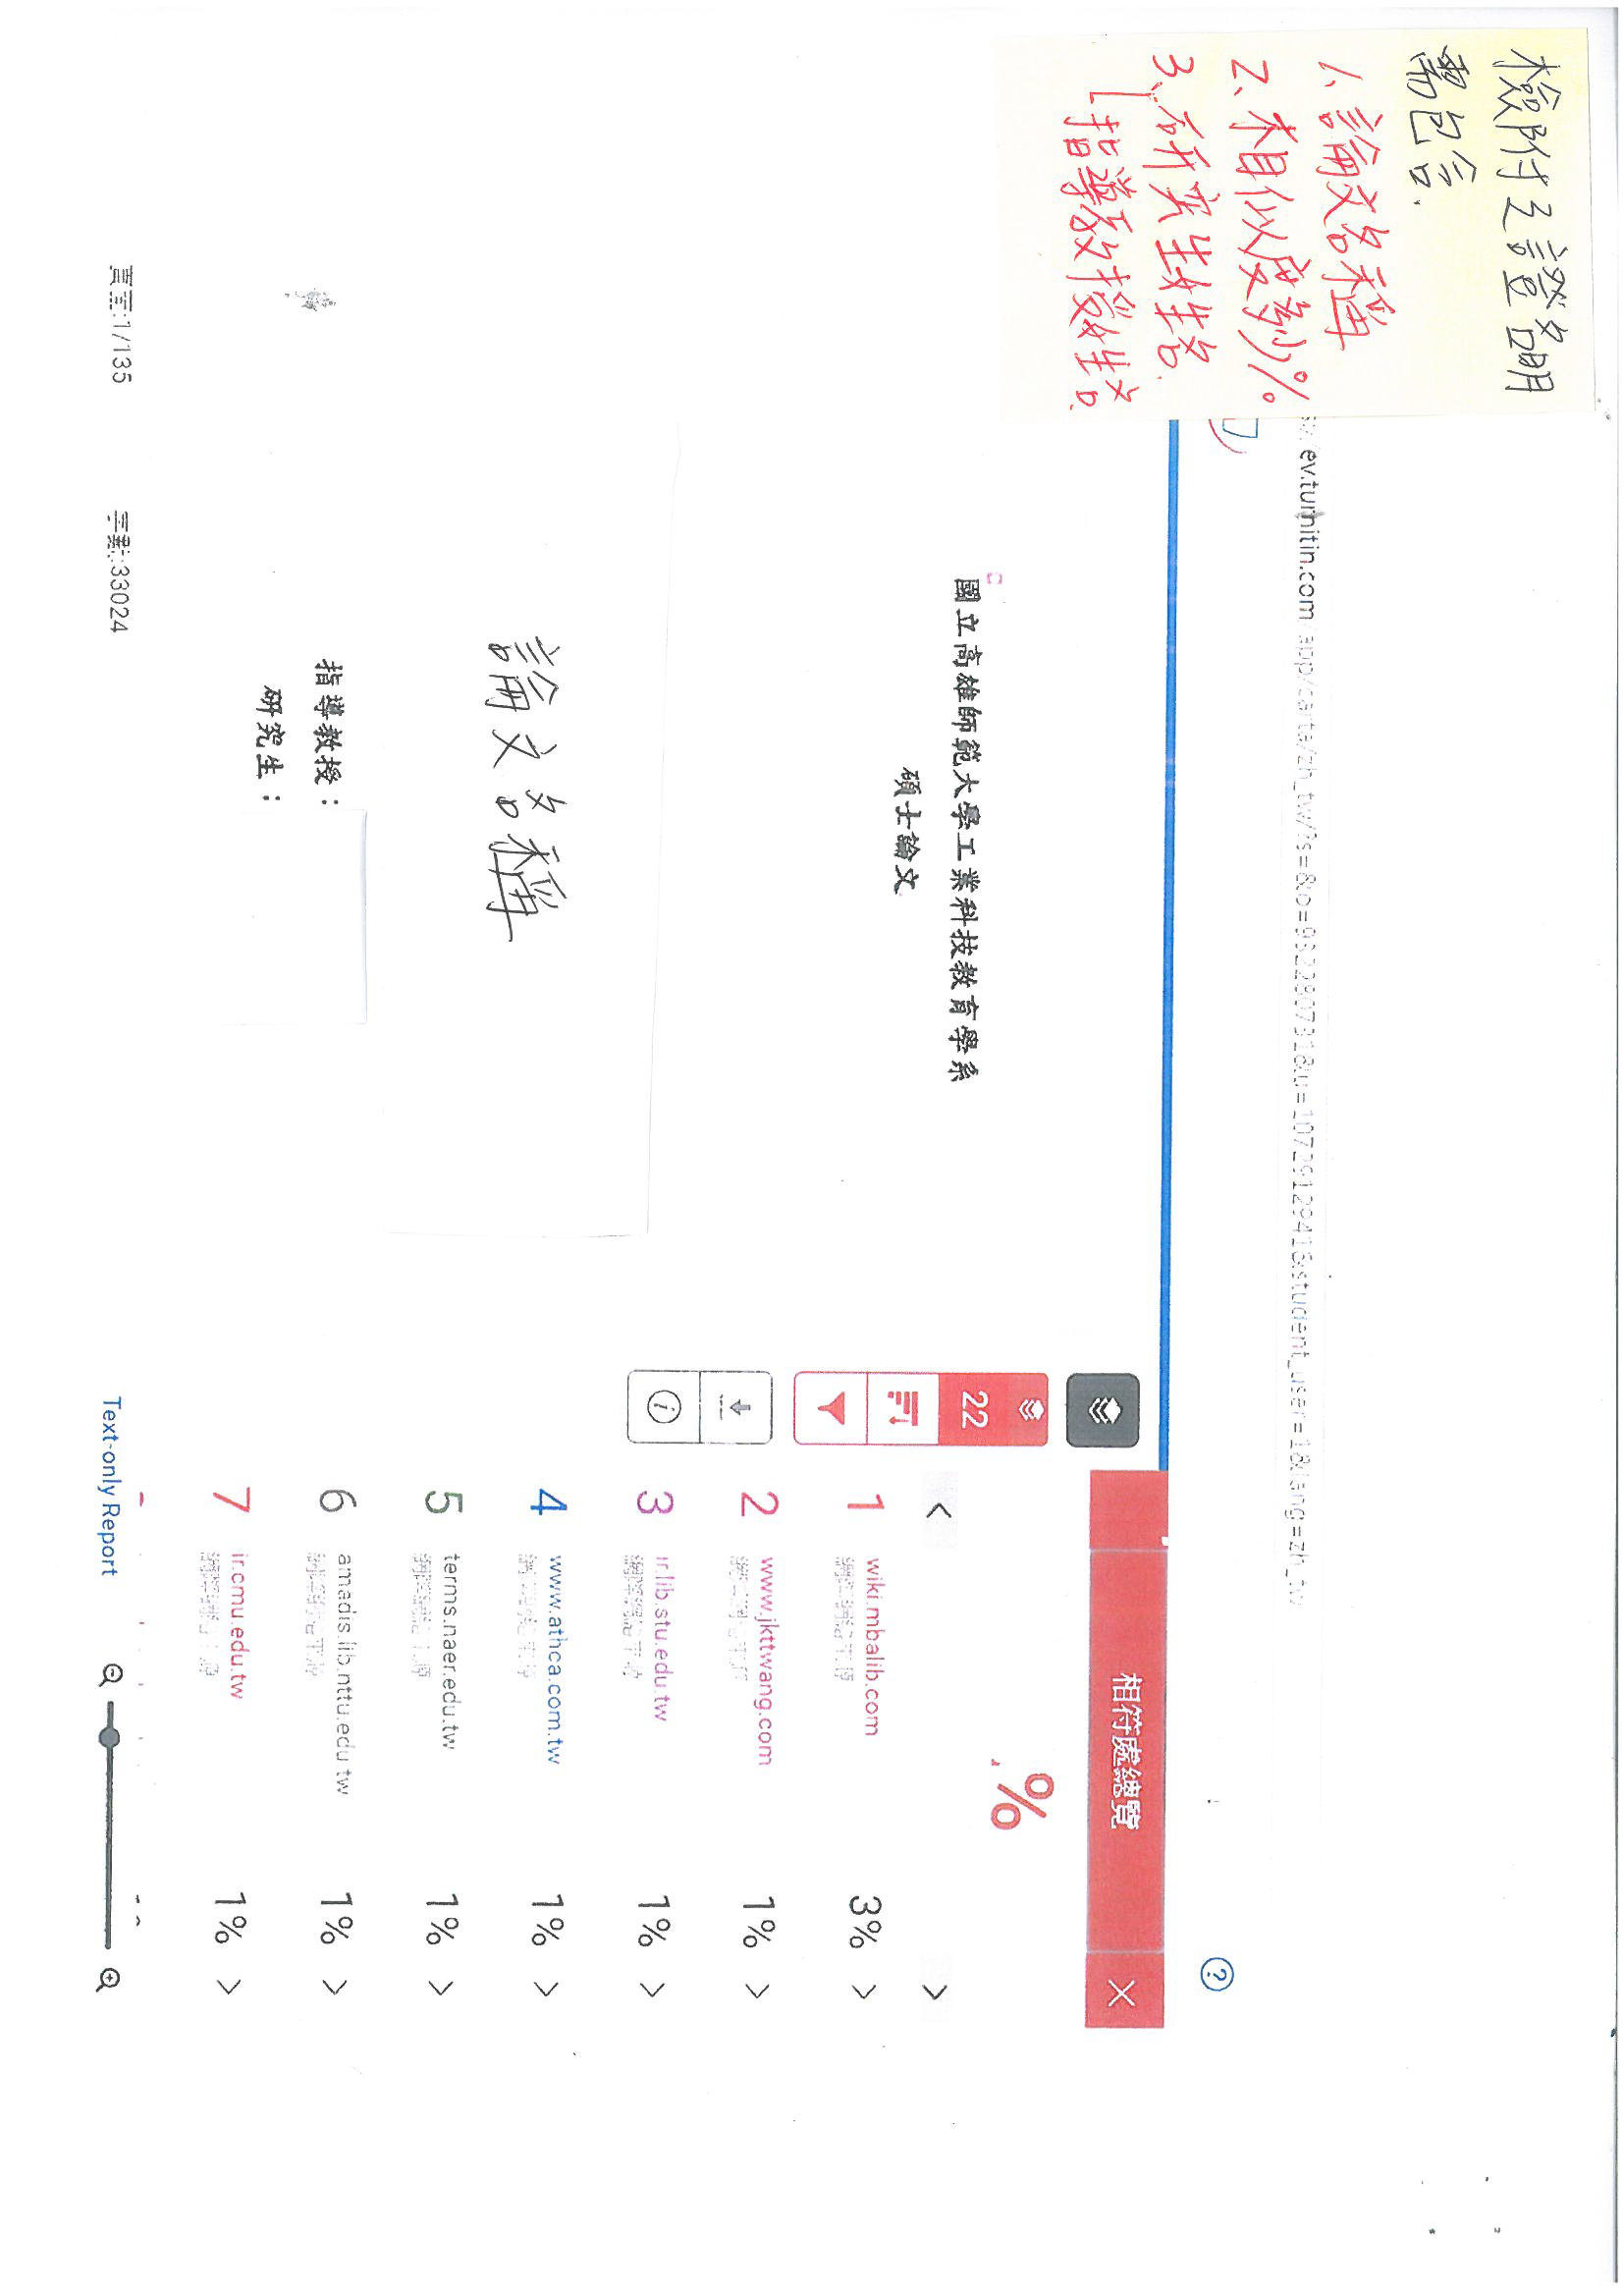 檢附之證明
需包含
1、論文名稱
2、相似度為%。
3、研究生姓名.
指導教授姓名.
ev.turnitin.com
國立高雄師範大學工業科技教育學系
碩士論文
論文名稱
指導教授:
研究生:
頁面:1/135
字數:33024
相符處總覽
%
22
1 wiki.mbalib.com 3%
2 www.jkttwang.com 1%
3 ir.lib.stu.edu.tw 1%
4 www.athca.com.tw 1%
5 terms.naer.edu.tw 1%
6 amadis.lib.nttu.edu.tw 1%
7 ir.cmu.edu.tw 1%
Text-only Report